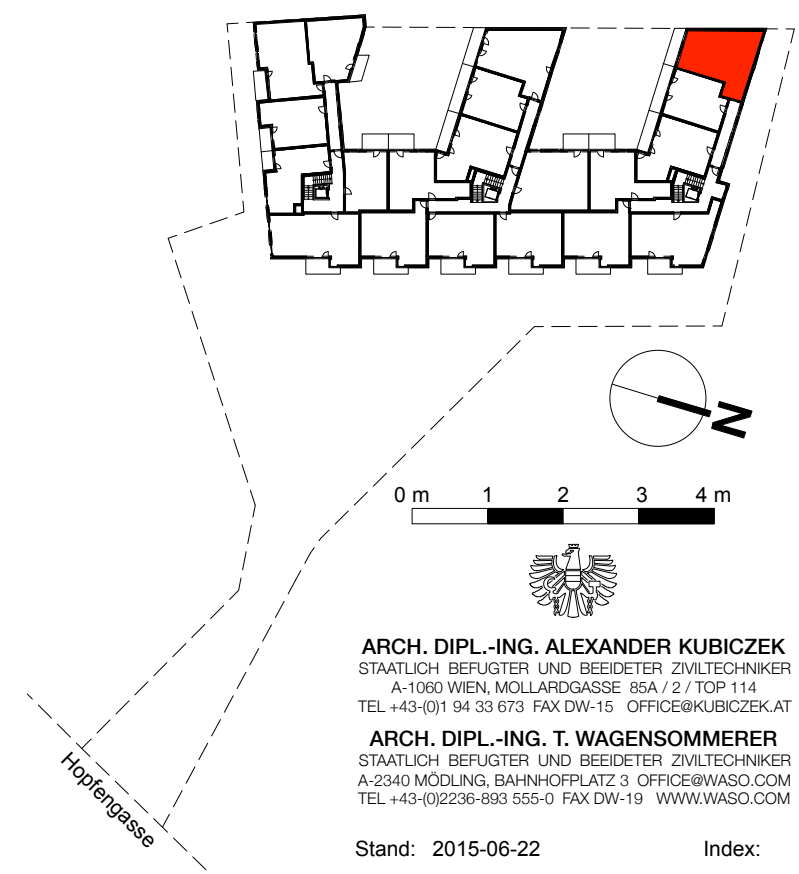 N
0 m 1 2 3 4 m
ARCH. DIPL.-ING. ALEXANDER KUBICZEK
STAATLICH BEFUGTER UND BEEIDETER ZIVILTECHNIKER
A-1060 WIEN, MOLLARDGASSE 85A / 2 / TOP 114
TEL +43-(0)1 94 33 673 FAX DW-15 OFFICE@KUBICZEK.AT
ARCH. DIPL.-ING. T. WAGENSOMMERER
STAATLICH BEFUGTER UND BEEIDETER ZIVILTECHNIKER
A-2340 MÖDLING, BAHNHOFPLATZ 3 OFFICE@WASO.COM
TEL +43-(0)2236-893 555-0 FAX DW-19 WWW.WASO.COM
Hopfengasse
Stand: 2015-06-22 Index: